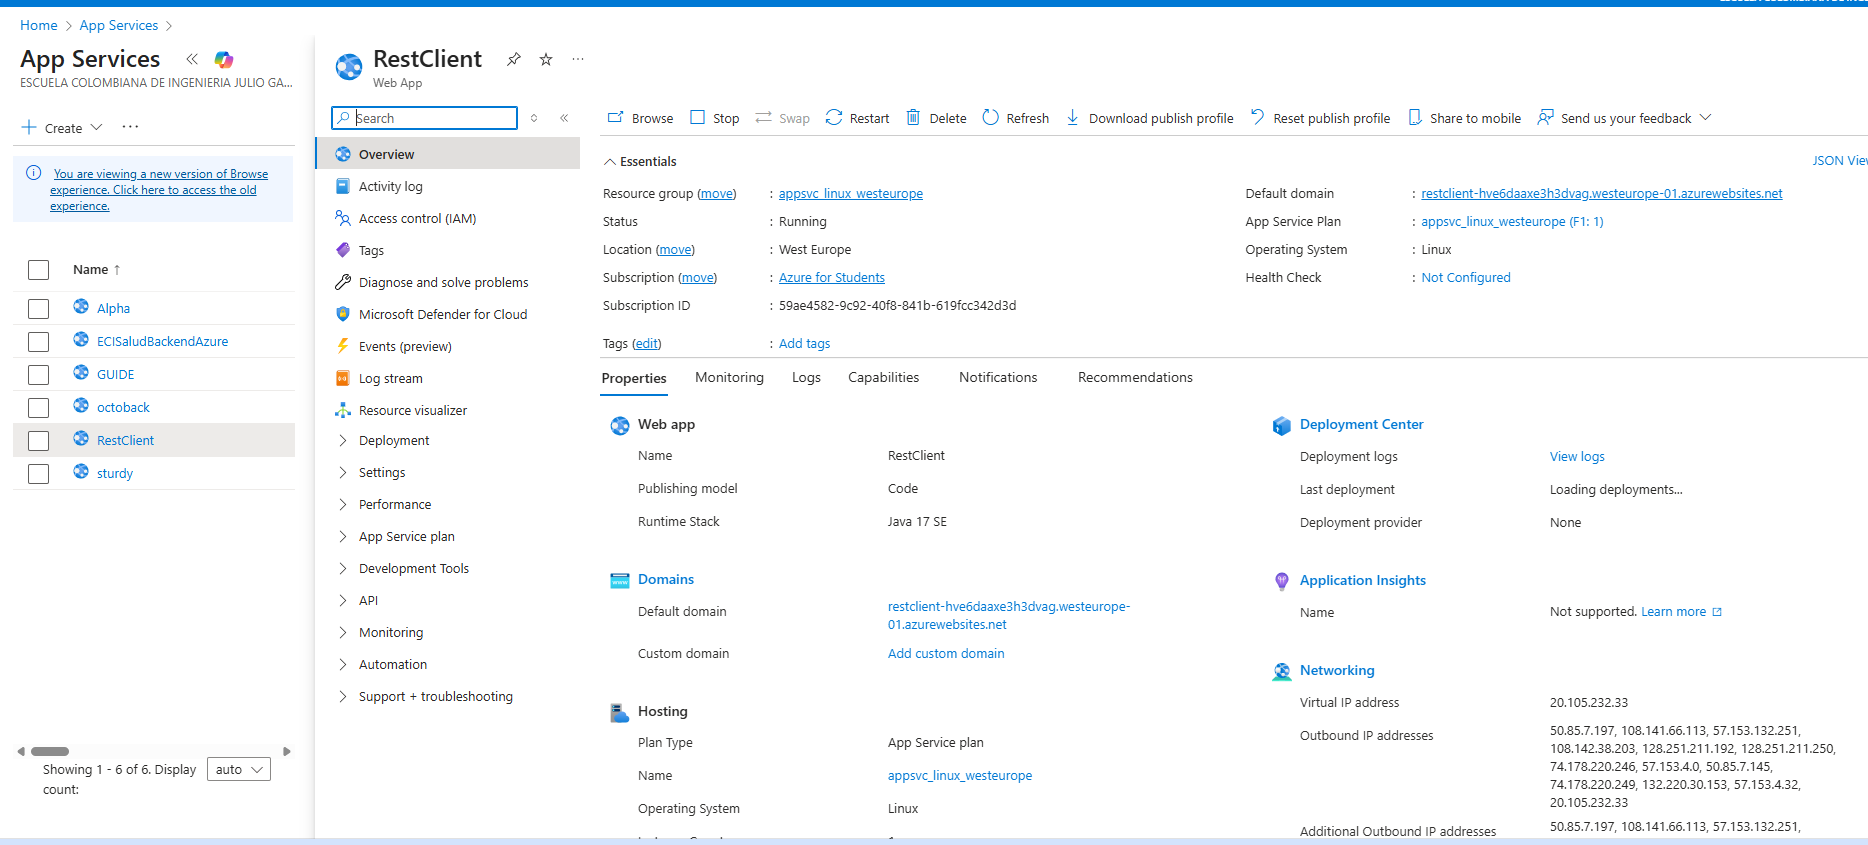 Home > App Services >
App Services «
ESCUELA COLOMBIANA DE INGENIERIA JULIO GA...
+ Create ...
You are viewing a new version of Browse
experience. Click here to access the old
experience.
Name ↑
Alpha
ECISaludBackendAzure
GUIDE
octoback
RestClient
sturdy
Showing 1 - 6 of 6. Display
count:
auto
RestClient ...
Web App
Search «
Overview
Activity log
Access control (IAM)
Tags
Diagnose and solve problems
Microsoft Defender for Cloud
Events (preview)
Log stream
Resource visualizer
Deployment
Settings
Performance
App Service plan
Development Tools
API
Monitoring
Automation
Support + troubleshooting
Browse Stop Swap Restart Delete Refresh Download publish profile Reset publish profile Share to mobile Send us your feedback
Essentials
JSON View
Resource group (move) : appsvc_linux_westeurope
Status : Running
Location (move) : West Europe
Subscription (move) : Azure for Students
Subscription ID : 59ae4582-9c92-40f8-841b-619fcc342d3d
Tags (edit) : Add tags
Default domain : restclient-hve6daaxe3h3dvag.westeurope-01.azurewebsites.net
App Service Plan : appsvc_linux_westeurope (F1: 1)
Operating System : Linux
Health Check : Not Configured
Properties Monitoring Logs Capabilities Notifications Recommendations
Web app
Name RestClient
Publishing model Code
Runtime Stack Java 17 SE
Domains
Default domain restclient-hve6daaxe3h3dvag.westeurope-
01.azurewebsites.net
Custom domain Add custom domain
Hosting
Plan Type App Service plan
Name appsvc_linux_westeurope
Operating System Linux
Deployment Center
Deployment logs View logs
Last deployment Loading deployments...
Deployment provider None
Application Insights
Name Not supported. Learn more
Networking
Virtual IP address 20.105.232.33
Outbound IP addresses 50.85.7.197, 108.141.66.113, 57.153.132.251,
108.142.38.203, 128.251.211.192, 128.251.211.250,
74.178.220.246, 57.153.4.0, 50.85.7.145,
74.178.220.249, 132.220.30.153, 57.153.4.32,
20.105.232.33
Additional Outbound IP addresses 50.85.7.197, 108.141.66.113, 57.153.132.251,